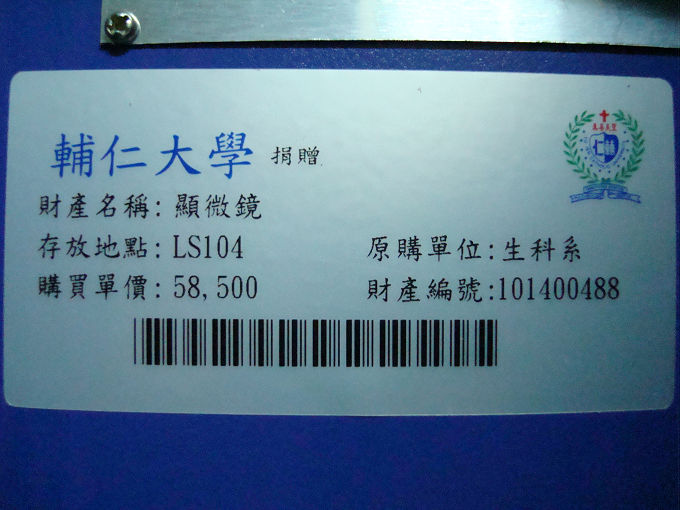 輔仁大學 捐贈
財產名稱: 顯微鏡
存放地點: LS104 原購單位: 生科系
購買單價: 58,500 財產編號:101400488